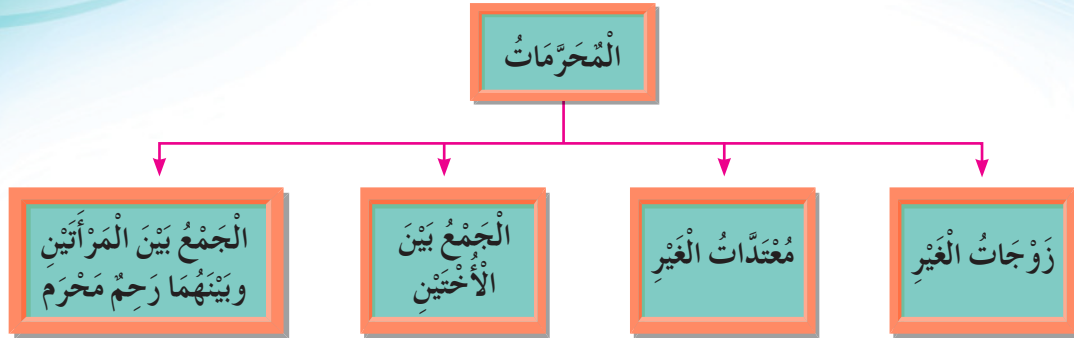 الْمُحَرَّمَاتُ
زَوْجَاتُ الْغَيْرِ
مُعْتَدَّاتُ الْغَيْرِ
الْجَمْعُ بَيْنَ
الْأُخْتَيْنِ
الْجَمْعُ بَيْنَ الْمَرْأَتَيْنِ
وبَيْنَهُمَا رَحِمٌ مَحْرَم